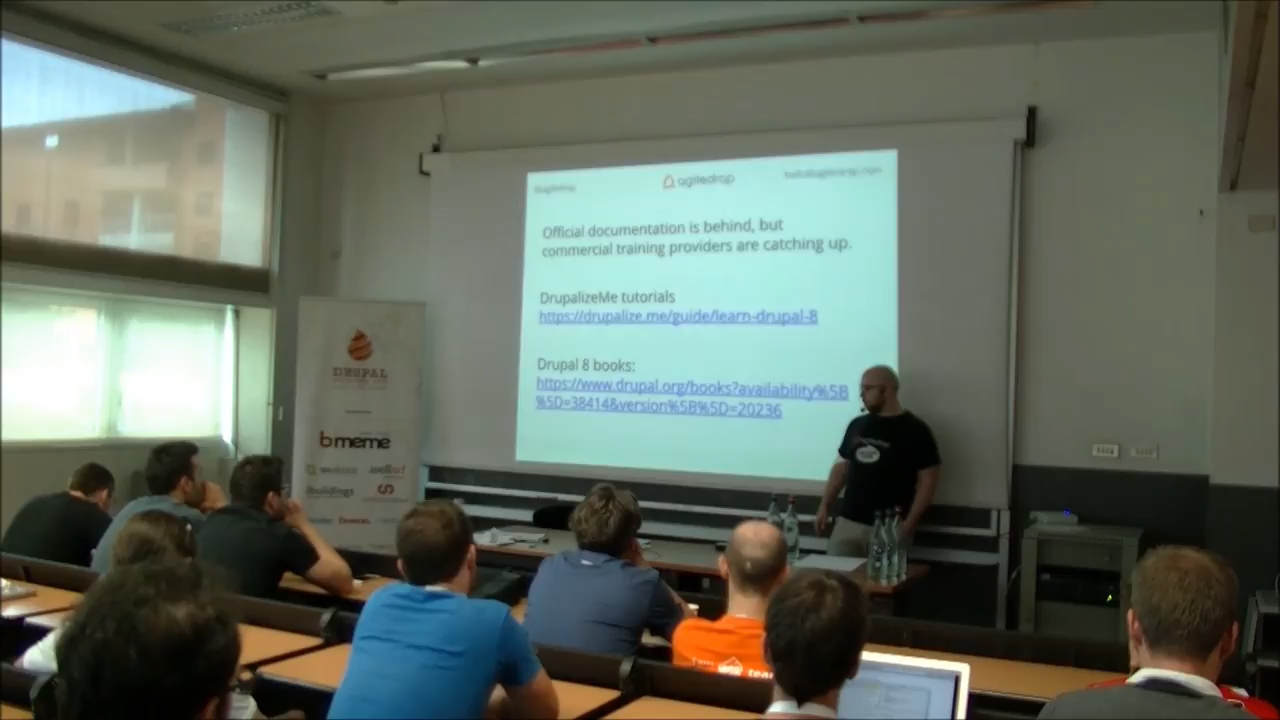 agiledrop
Official documentation is behind, but
commercial training providers are catching up.
DrupalizeMe tutorials
https://drupalize.me/guide/learn-drupal-8
Drupal 8 books:
https://www.drupal.org/books?availability%5B
%5D=38414&version%5B%5D=20236
DRUPAL
bmeme
ibuildings